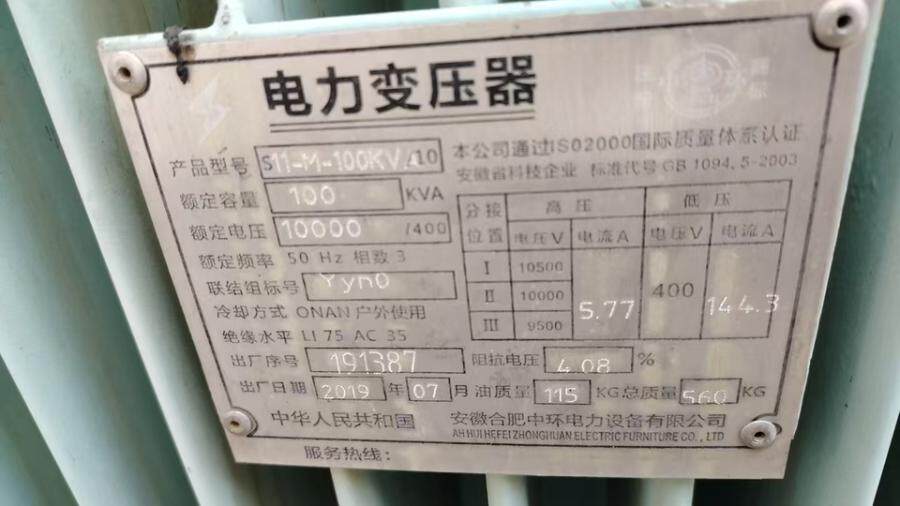 电力变压器
产品型号 S11-M-100KV /10
本公司通过IS02000国际质量体系认证
安徽省科技企业 标准代号GB 1094.5-2003
额定容量 100 KVA
额定电压 10000 /400
额定频率 50 Hz 相数 3
联结组标号 Yyn0
冷却方式 ONAN 户外使用
绝缘水平 LI 75 AC 35
分接位置 高 压 低 压
电压V 电流A 电压V 电流A
I 10500
II 10000 5.77 400 144.3
III 9500
出厂序号 191387 阻抗电压 4.08 %
出厂日期 2019 年 07 月 油质量 115 KG 总质量 560 KG
中华人民共和国 安徽合肥中环电力设备有限公司
AH HUI HEFEI ZHONGHUAN ELECTRIC FURNITURE CO., LTD
服务热线: